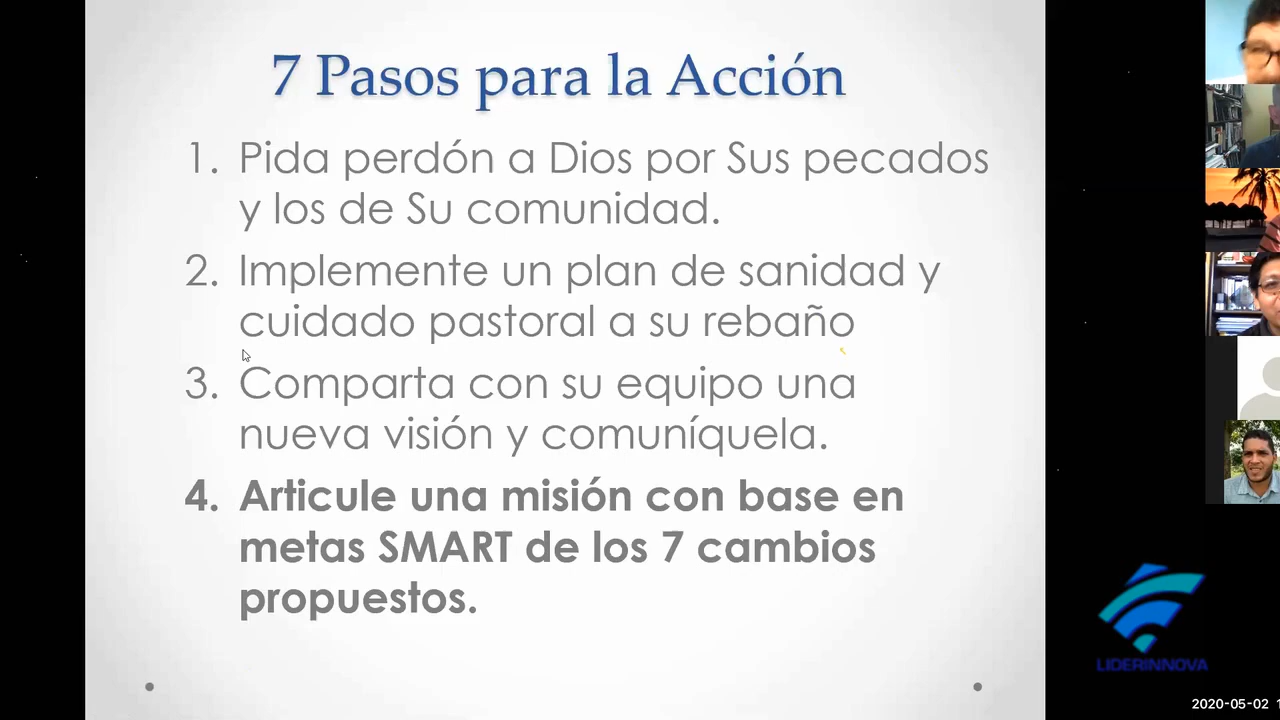 7 Pasos para la Acción
1. Pida perdón a Dios por Sus pecados
y los de Su comunidad.
2. Implemente un plan de sanidad y
cuidado pastoral a su rebaño
3. Comparta con su equipo una
nueva visión y comuníquela.
4. Articule una misión con base en
metas SMART de los 7 cambios
propuestos.
LIDERINNOVA
2020-05-02